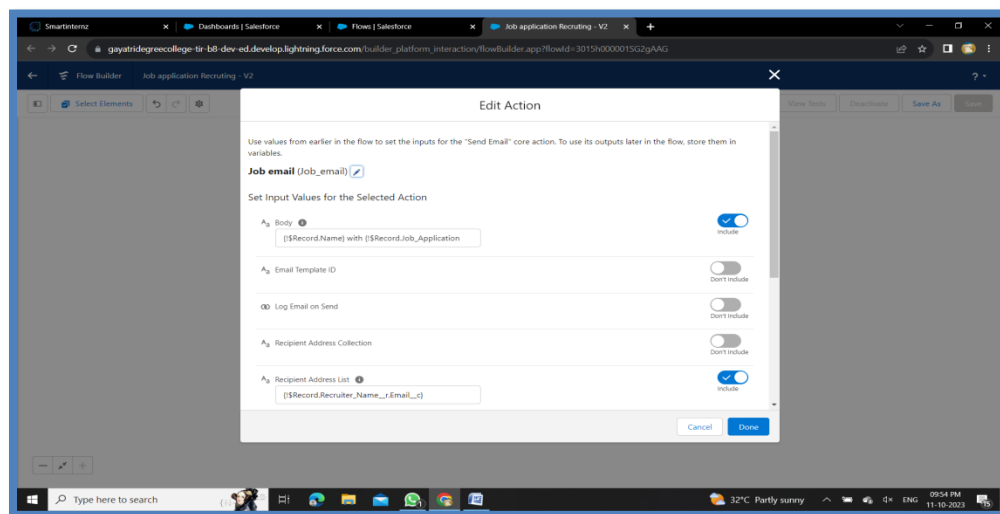 Smartinternz
Dashboards | Salesforce
Flows | Salesforce
Job application Recruting - V2
gayatridegreecollege-tir-b8-dev-ed.develop.lightning.force.com/builder_platform_interaction/flowBuilder.app?flowId=3015h000001SG2gAAG
Flow Builder
Job application Recruting - V2
?
Select Elements
View Tests
Deactivate
Save As
Save
Edit Action
Use values from earlier in the flow to set the inputs for the "Send Email" core action. To use its outputs later in the flow, store them in
variables.
Job email (Job_email)
Set Input Values for the Selected Action
Aa Body
{!$Record.Name} with {!$Record.Job_Application
Include
Aa Email Template ID
Don't Include
Log Email on Send
Don't Include
Aa Recipient Address Collection
Don't Include
Aa Recipient Address List
{!$Record.Recruiter_Name__r.Email__c}
Include
Cancel
Done
Type here to search
32°C Partly sunny
ENG
09:54 PM
11-10-2023
15